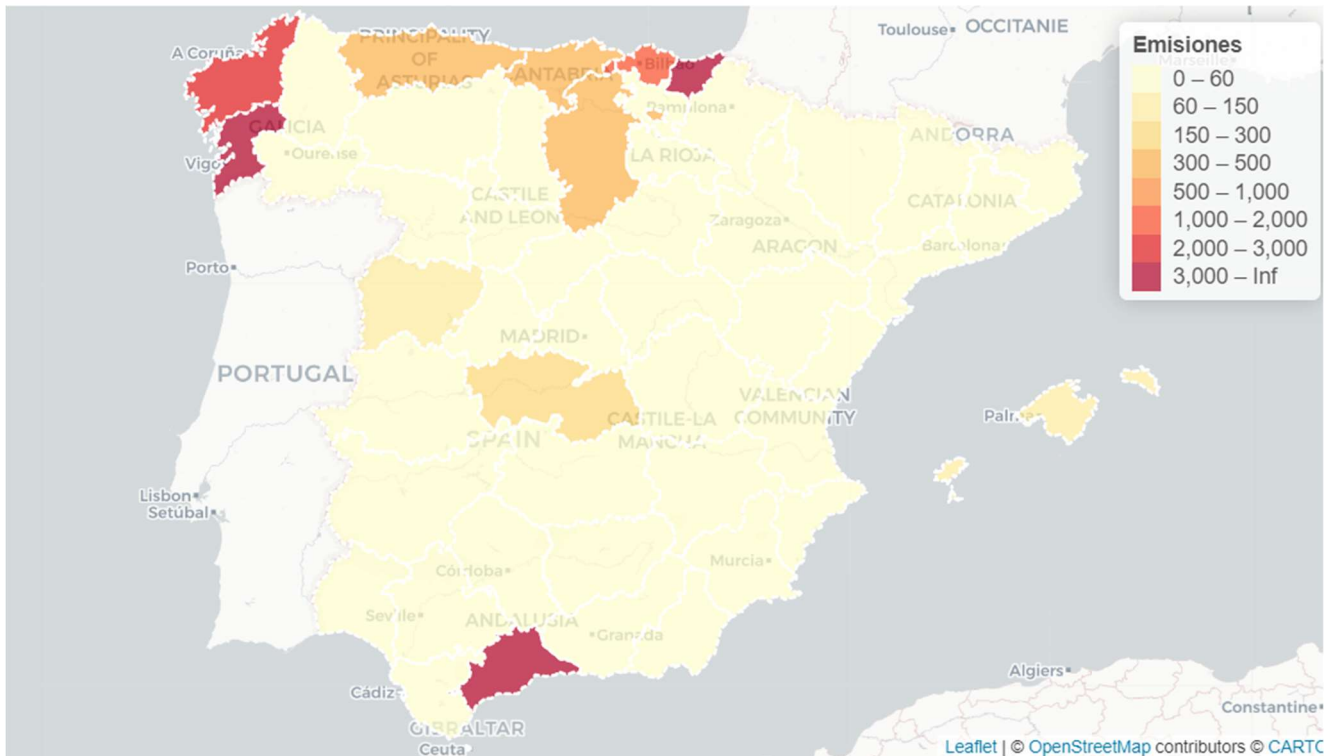 Toulouse
OCCITANIE
Marseille
Emisiones
0 – 60
60 – 150
150 – 300
300 – 500
500 – 1,000
1,000 – 2,000
2,000 – 3,000
3,000 – Inf
A Coruña
PRINCIPALITY
OF
ASTURIAS
CANTABRIA
Bilbao
Pamplona
GALICIA
Vigo
Ourense
LA RIOJA
ANDORRA
CASTILE
AND LEON
Zaragoza
CATALONIA
ARAGON
Barcelona
Porto
MADRID
PORTUGAL
VALENCIAN
COMMUNITY
CASTILE-LA
MANCHA
Palma
SPAIN
Lisbon
Setúbal
Murcia
Córdoba
Seville
ANDALUSIA
Granada
Cádiz
GIBRALTAR
Ceuta
Algiers
Constantine
Leaflet | © OpenStreetMap contributors © CARTO